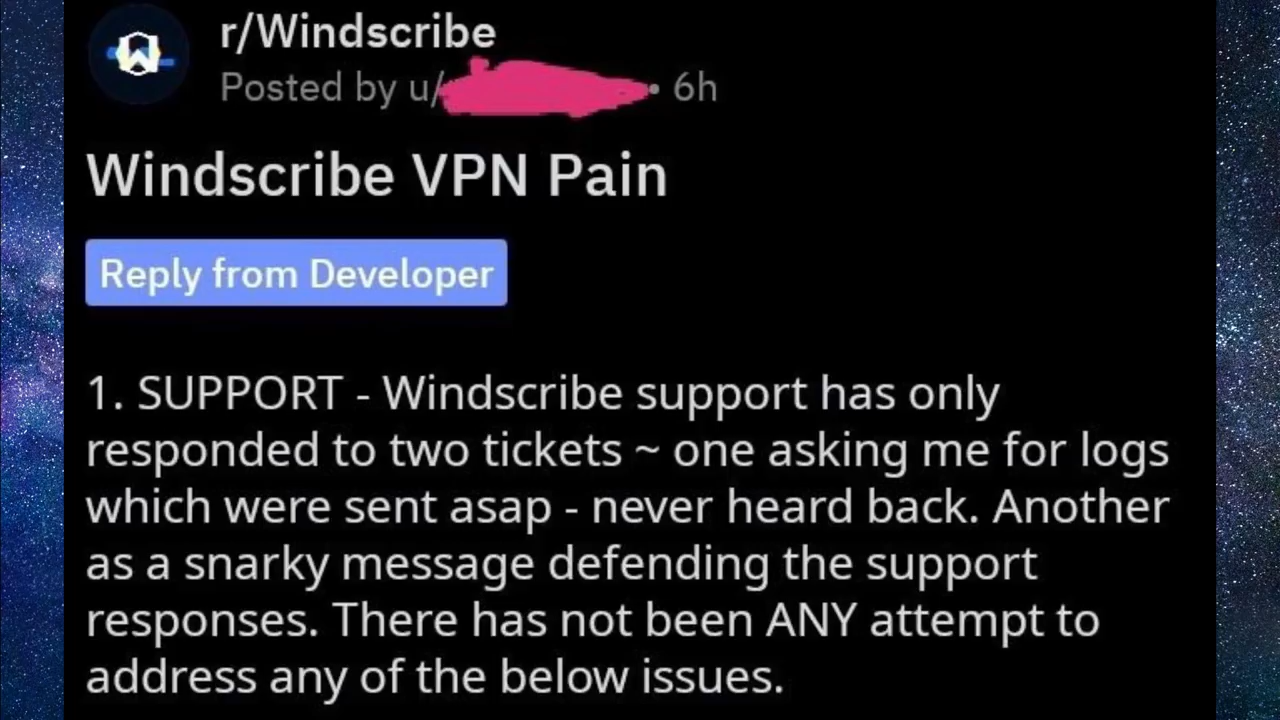 r/Windscribe
Posted by u/ • 6h
Windscribe VPN Pain
Reply from Developer
1. SUPPORT - Windscribe support has only
responded to two tickets ~ one asking me for logs
which were sent asap - never heard back. Another
as a snarky message defending the support
responses. There has not been ANY attempt to
address any of the below issues.